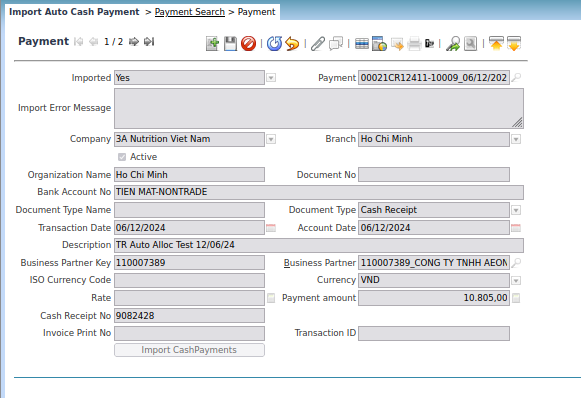 Import Auto Cash Payment > Payment Search > Payment
Payment 1 / 2
Imported Yes Payment 00021CR12411-10009_06/12/202
Import Error Message
Company 3A Nutrition Viet Nam Branch Ho Chi Minh
Active
Organization Name Ho Chi Minh Document No
Bank Account No TIEN MAT-NONTRADE
Document Type Name Document Type Cash Receipt
Transaction Date 06/12/2024 Account Date 06/12/2024
Description TR Auto Alloc Test 12/06/24
Business Partner Key 110007389 Business Partner 110007389_CONG TY TNHH AEON
ISO Currency Code Currency VND
Rate Payment amount 10.805,00
Cash Receipt No 9082428
Invoice Print No Transaction ID
Import CashPayments